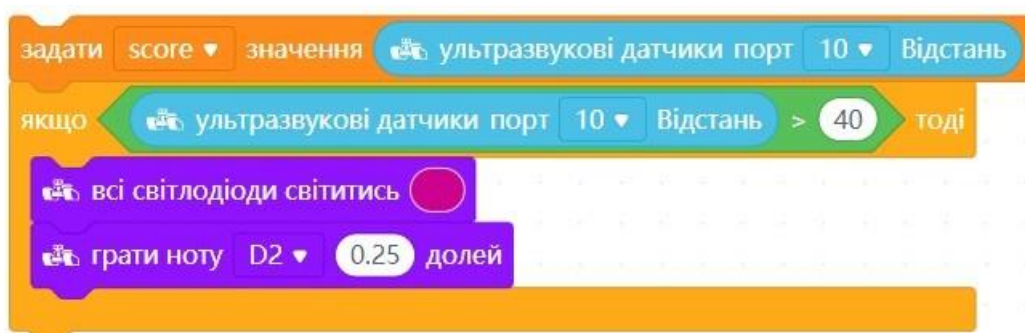 задати score значення ультразвукові датчики порт 10 Відстань
якщо ультразвукові датчики порт 10 Відстань > 40 тоді
всі світлодіоди світитись
грати ноту D2 0.25 долей